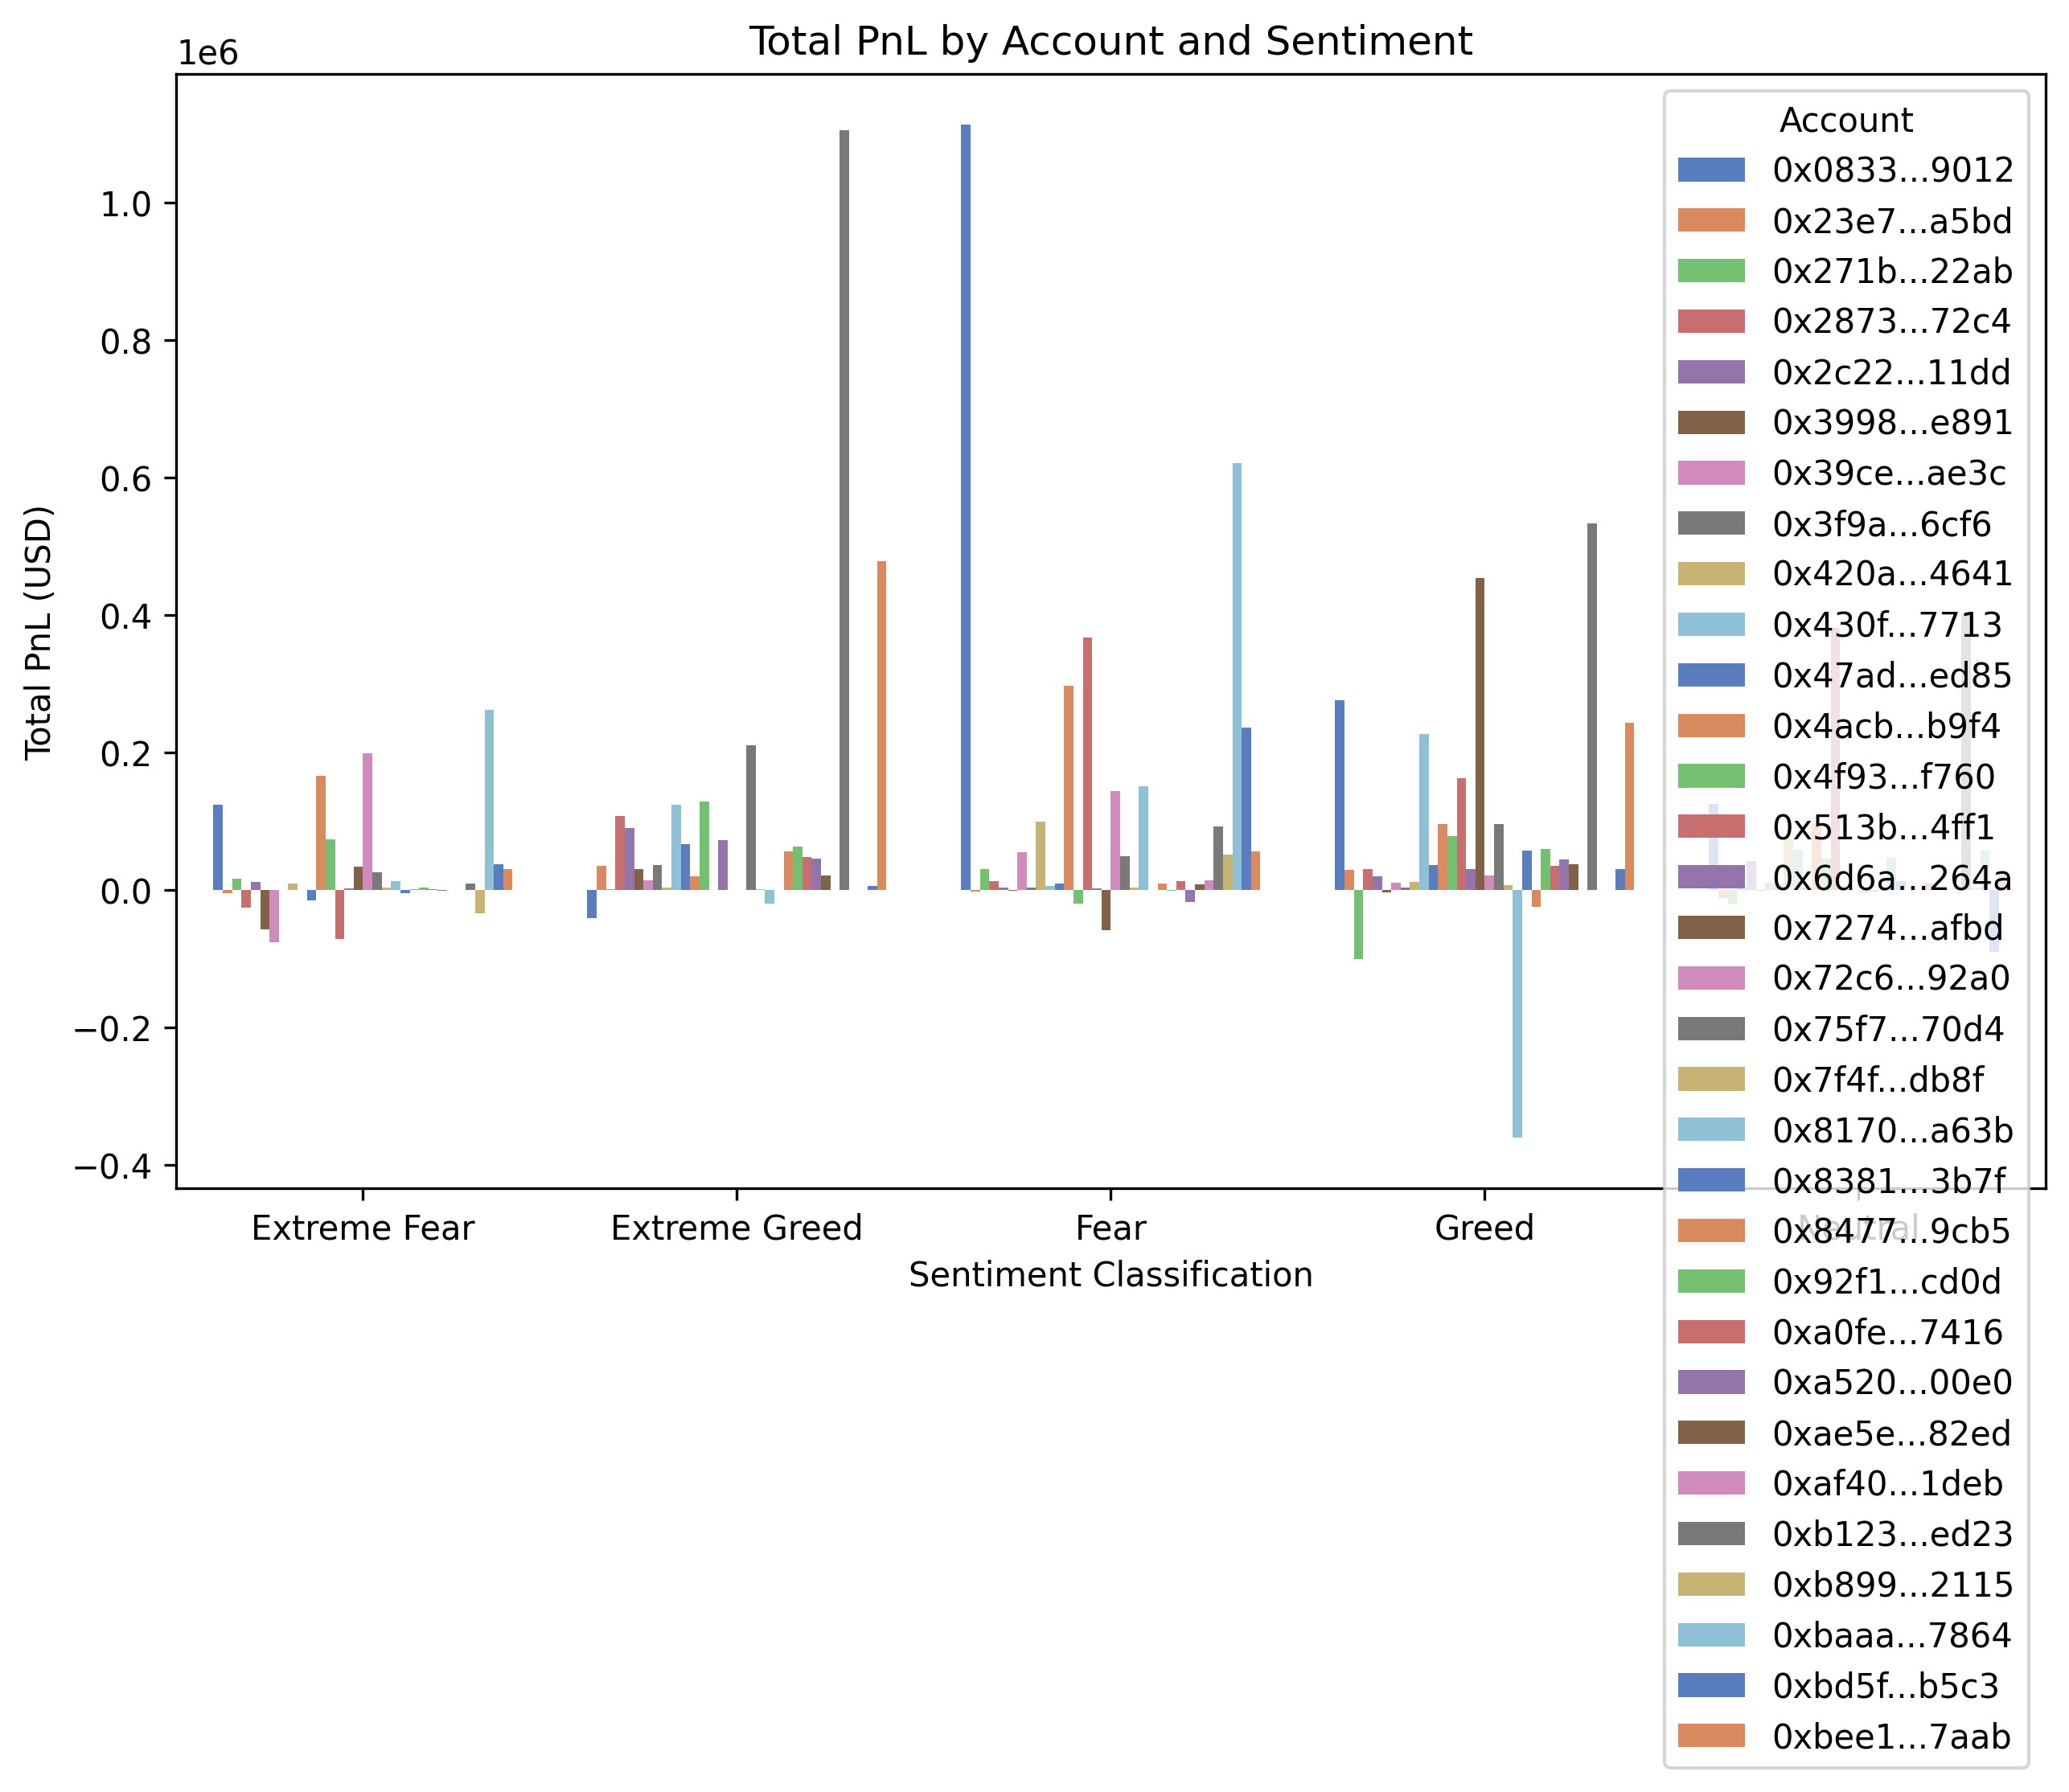 Total PnL by Account and Sentiment
1e6
Total PnL (USD)
1.0
0.8
0.6
0.4
0.2
0.0
−0.2
−0.4
Extreme Fear
Extreme Greed
Fear
Greed
Neutral
Sentiment Classification
Account
0x0833...9012
0x23e7...a5bd
0x271b...22ab
0x2873...72c4
0x2c22...11dd
0x3998...e891
0x39ce...ae3c
0x3f9a...6cf6
0x420a...4641
0x430f...7713
0x47ad...ed85
0x4acb...b9f4
0x4f93...f760
0x513b...4ff1
0x6d6a...264a
0x7274...afbd
0x72c6...92a0
0x75f7...70d4
0x7f4f...db8f
0x8170...a63b
0x8381...3b7f
0x8477...9cb5
0x92f1...cd0d
0xa0fe...7416
0xa520...00e0
0xae5e...82ed
0xaf40...1deb
0xb123...ed23
0xb899...2115
0xbaaa...7864
0xbd5f...b5c3
0xbee1...7aab